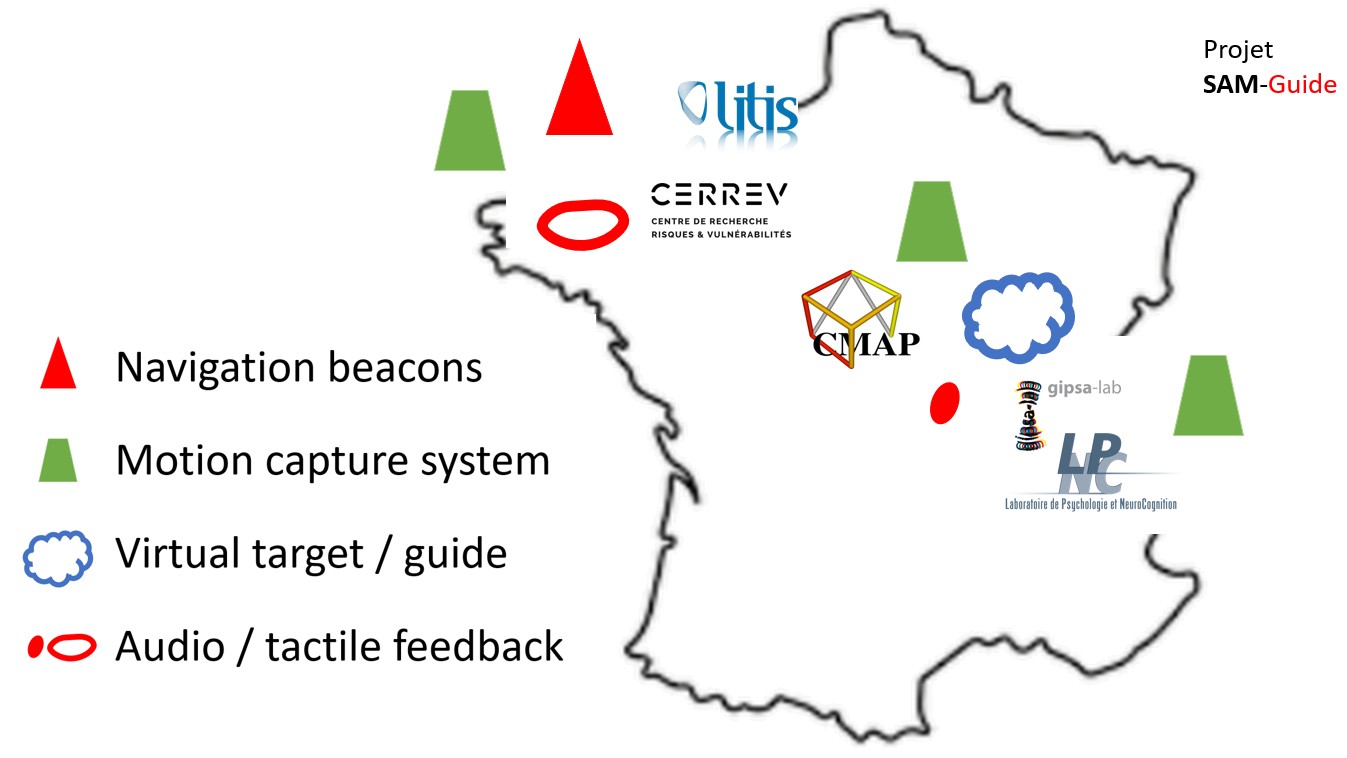 Projet
SAM-Guide
litis
CERREV
CENTRE DE RECHERCHE
RISQUES & VULNÉRABILITÉS
CMAP
gipsa-lab
LPNC
Laboratoire de Psychologie et NeuroCognition
Navigation beacons
Motion capture system
Virtual target / guide
Audio / tactile feedback